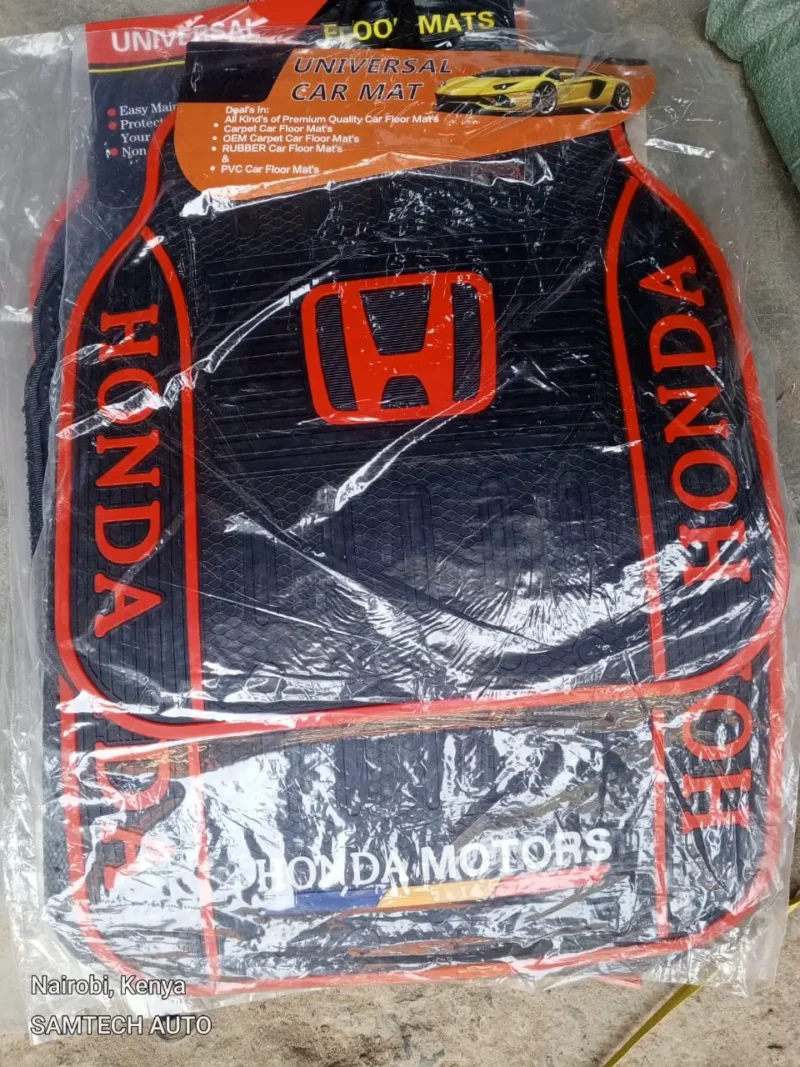 UNIVERSAL
FLOOR MATS
Easy
Protect
Your
Non
UNIVERSAL
CAR MAT
Deal's in:
All Kind's of Premium Quality Car Floor Mat's
• Carpet Car Floor Mat's
• OEM Carpet Car Floor Mat's
• RUBBER Car Floor Mat's
&
• PVC Car Floor Mat's
HONDA
HONDA
DA
HO
HONDA MOTORS
Nairobi, Kenya
SAMTECH AUTO